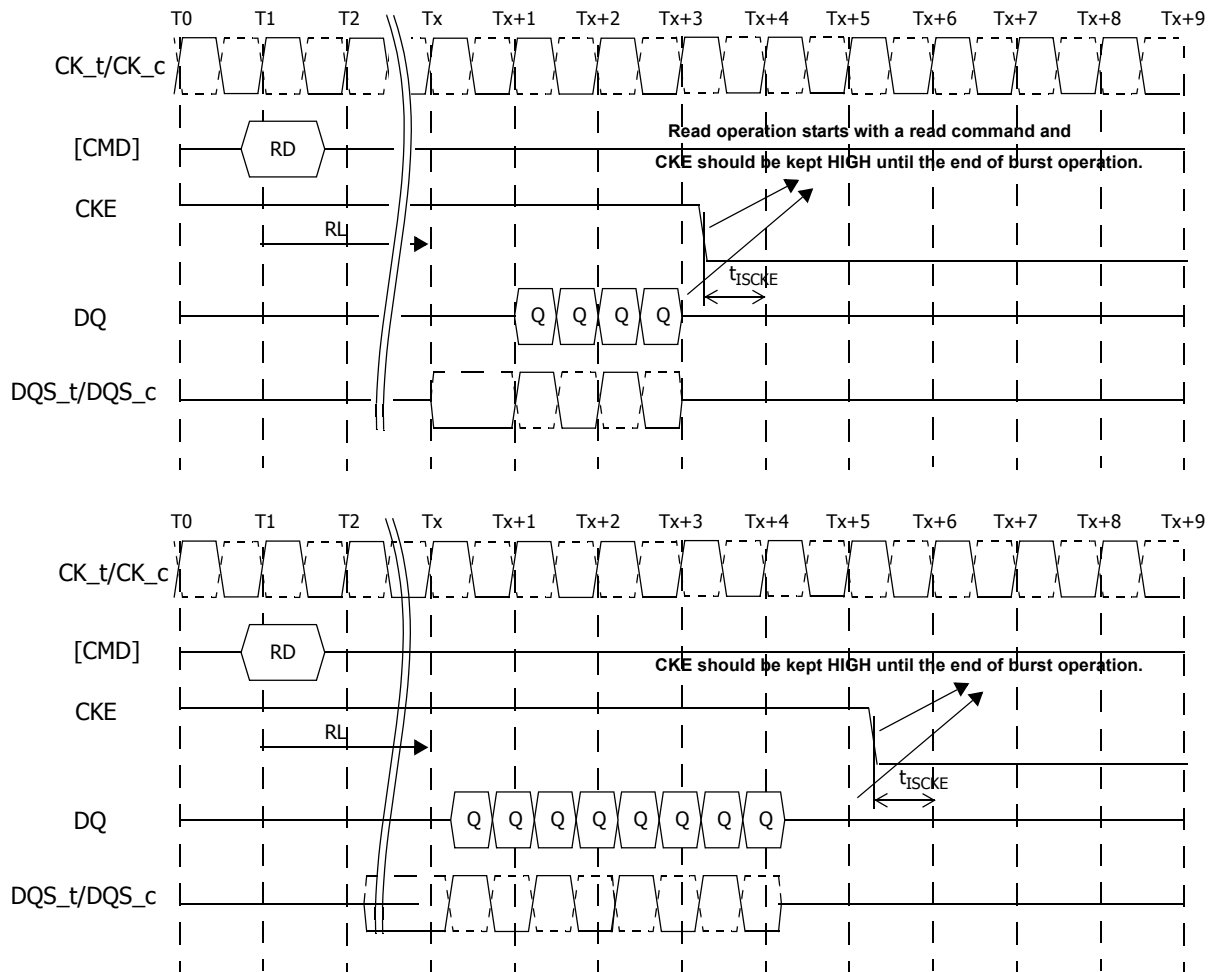 T0 T1 T2 Tx Tx+1 Tx+2 Tx+3 Tx+4 Tx+5 Tx+6 Tx+7 Tx+8 Tx+9
CK_t/CK_c
Read operation starts with a read command and
[CMD] RD
CKE should be kept HIGH until the end of burst operation.
CKE
RL
tISCKE
DQ Q Q Q Q
DQS_t/DQS_c
T0 T1 T2 Tx Tx+1 Tx+2 Tx+3 Tx+4 Tx+5 Tx+6 Tx+7 Tx+8 Tx+9
CK_t/CK_c
[CMD] RD
CKE should be kept HIGH until the end of burst operation.
CKE
RL
tISCKE
DQ Q Q Q Q Q Q Q Q
DQS_t/DQS_c